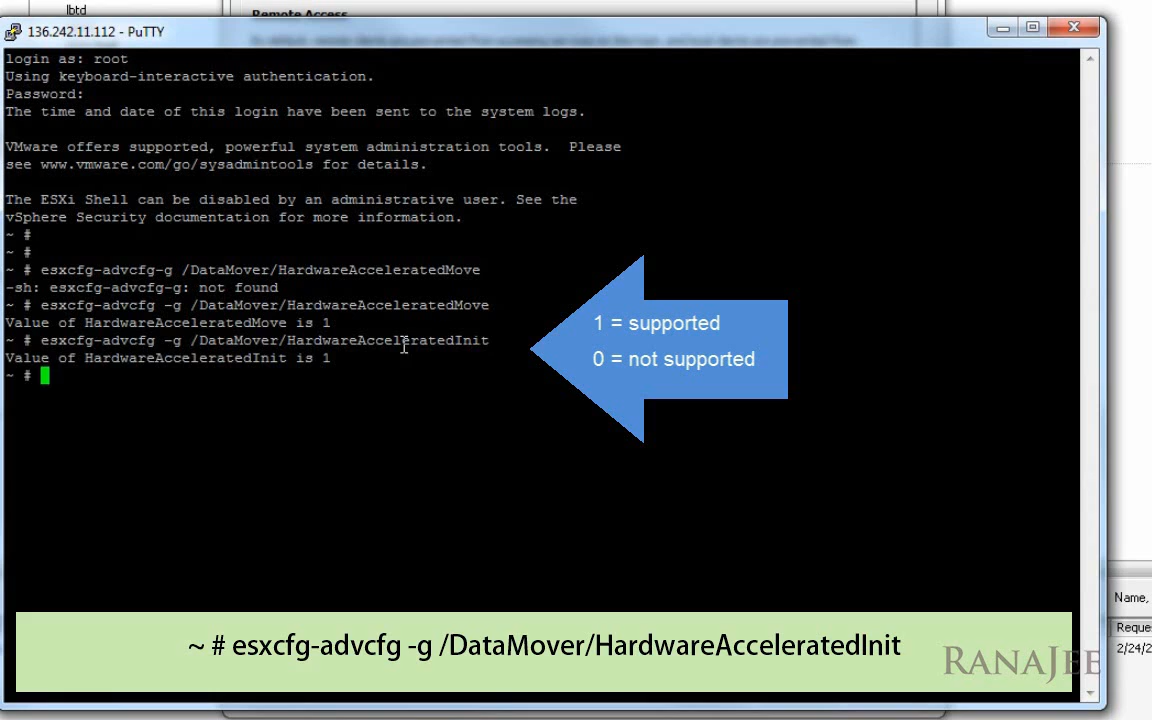 lbtd
Remote Access
136.242.11.112 - PuTTY
login as: root
Using keyboard-interactive authentication.
Password:
The time and date of this login have been sent to the system logs.
VMware offers supported, powerful system administration tools.  Please
see www.vmware.com/go/sysadmintools for details.
The ESXi Shell can be disabled by an administrative user. See the
vSphere Security documentation for more information.
~ #
~ #
~ # esxcfg-advcfg-g /DataMover/HardwareAcceleratedMove
-sh: esxcfg-advcfg-g: not found
~ # esxcfg-advcfg -g /DataMover/HardwareAcceleratedMove
Value of HardwareAcceleratedMove is 1
~ # esxcfg-advcfg -g /DataMover/HardwareAcceleratedInit
Value of HardwareAcceleratedInit is 1
~ #
1 = supported
0 = not supported
Name,
Reque
2/24/2
~ # esxcfg-advcfg -g /DataMover/HardwareAcceleratedInit
RANAJEE